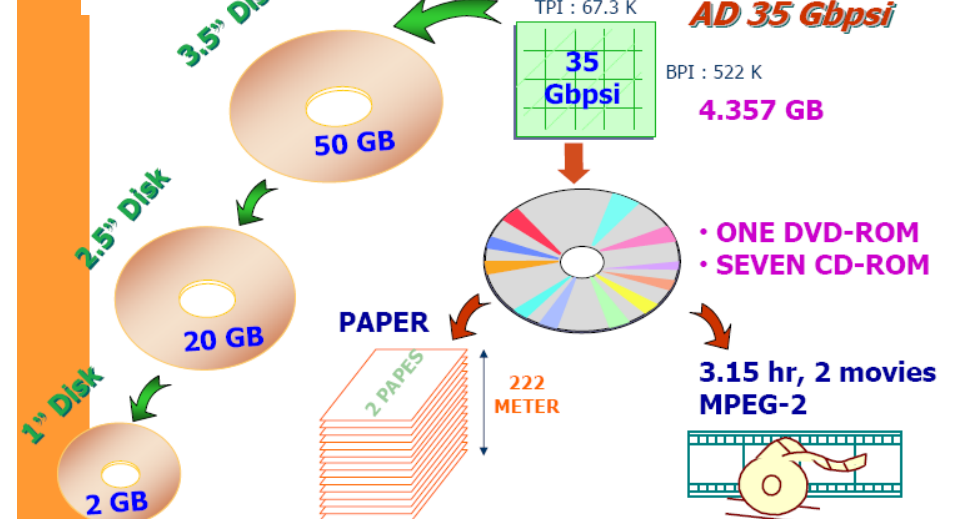 3.5” Dis
TPI : 67.3 K
AD 35 Gbpsi
35
Gbpsi
BPI : 522 K
4.357 GB
50 GB
2.5” Disk
• ONE DVD-ROM
• SEVEN CD-ROM
20 GB
PAPER
2 PAPES
222
METER
3.15 hr, 2 movies
MPEG-2
1” Disk
2 GB